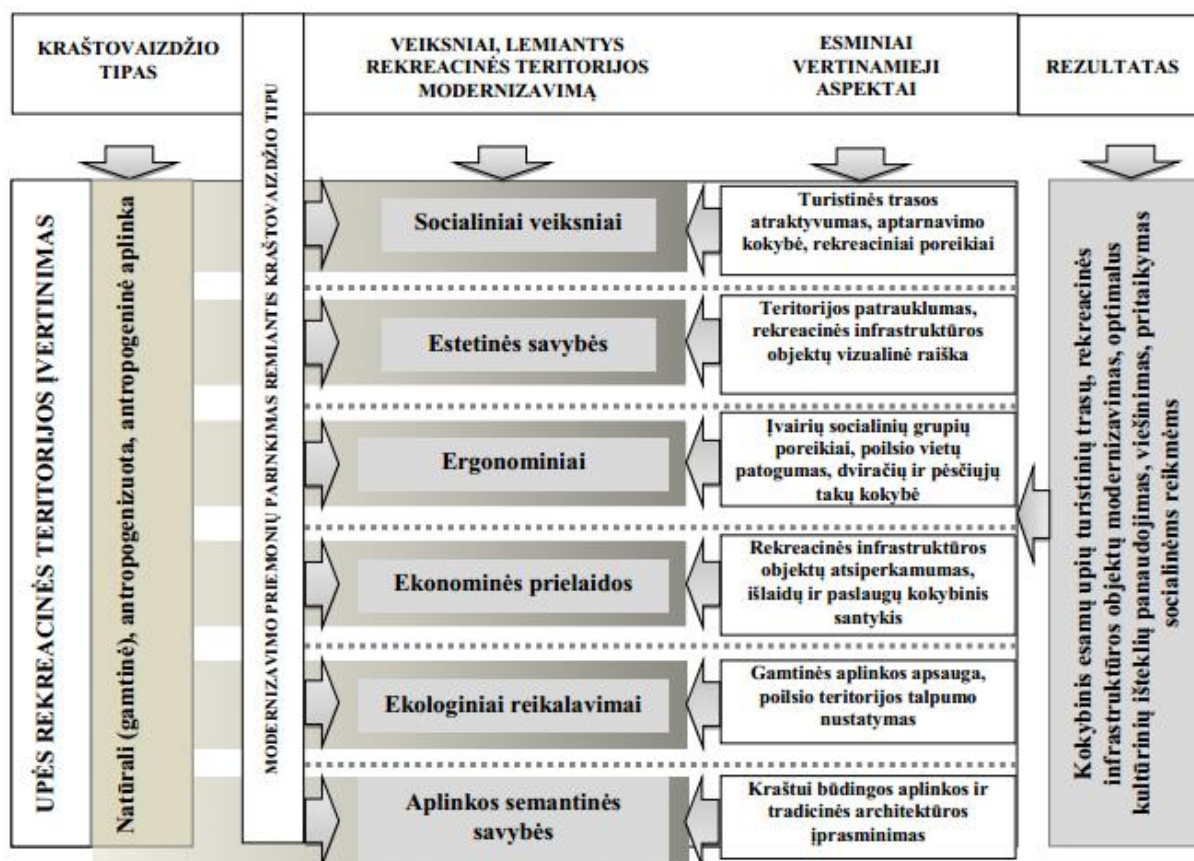 KRAŠTOVAIZDŽIO
TIPAS
VEIKSNIAI, LEMIANTYS
REKREACINĖS TERITORIJOS
MODERNIZAVIMĄ
ESMINIAI
VERTINAMIEJI
ASPEKTAI
REZULTATAS
UPĖS REKREACINĖS TERITORIJOS ĮVERTINIMAS
Natūrali (gamtinė), antropogenizuota, antropogeninė aplinka
MODERNIZAVIMO PRIEMONIŲ PARINKIMAS REMIANTIS KRAŠTOVAIZDŽIO TIPU
Socialiniai veiksniai
Turistinės trasos
atraktyvumas, aptarnavimo
kokybė, rekreaciniai poreikiai
Estetinės savybės
Teritorijos patrauklumas,
rekreacinės infrastruktūros
objektų vizualinė raiška
Ergonominiai
Įvairių socialinių grupių
poreikiai, poilsio vietų
patogumas, dviračių ir pėsčiųjų
takų kokybė
Ekonominės prielaidos
Rekreacinės infrastruktūros
objektų atsiperkamumas,
išlaidų ir paslaugų kokybinis
santykis
Ekologiniai reikalavimai
Gamtinės aplinkos apsauga,
poilsio teritorijos talpumo
nustatymas
Aplinkos semantinės
savybės
Kraštui būdingos aplinkos ir
tradicinės architektūros
įprasminimas
Kokybinis esamų upių turistinių trasų, rekreacinės
infrastruktūros objektų modernizavimas, optimalus
kultūrinių išteklių panaudojimas, viešinimas, pritaikymas
socialinėms reikmėms